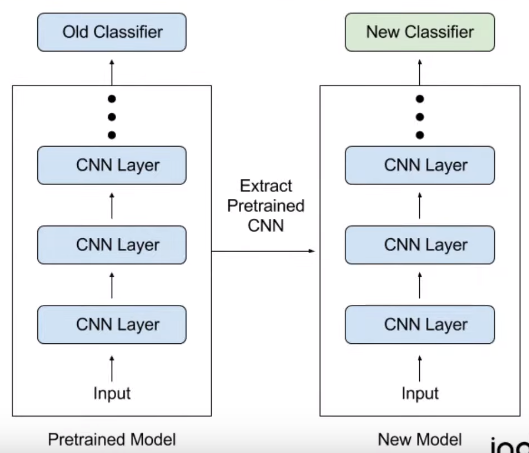 Old Classifier
CNN Layer
CNN Layer
CNN Layer
Input
Pretrained Model
Extract
Pretrained
CNN
New Classifier
CNN Layer
CNN Layer
CNN Layer
Input
New Model